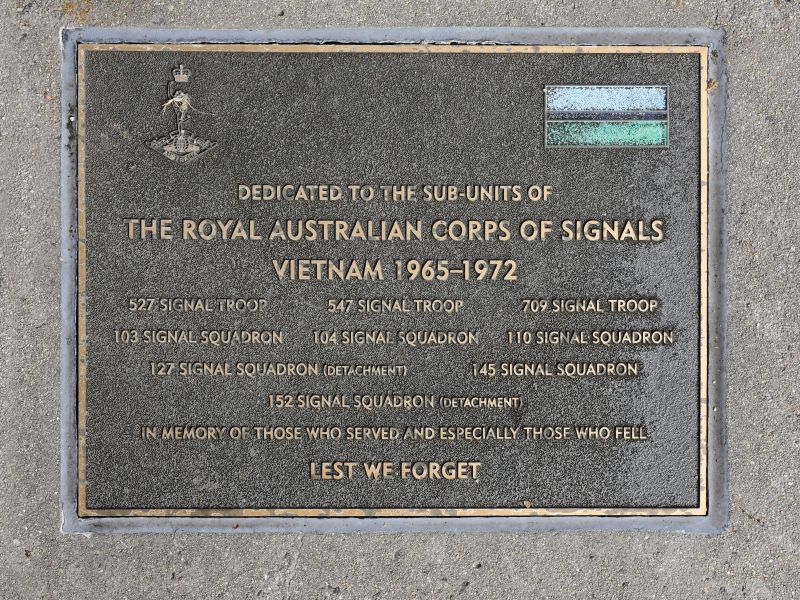 DEDICATED TO THE SUB-UNITS OF
THE ROYAL AUSTRALIAN CORPS OF SIGNALS
VIETNAM 1965–1972
527 SIGNAL TROOP 547 SIGNAL TROOP 709 SIGNAL TROOP
103 SIGNAL SQUADRON 104 SIGNAL SQUADRON 110 SIGNAL SQUADRON
127 SIGNAL SQUADRON (DETACHMENT) 145 SIGNAL SQUADRON
152 SIGNAL SQUADRON (DETACHMENT)
IN MEMORY OF THOSE WHO SERVED AND ESPECIALLY THOSE WHO FELL
LEST WE FORGET